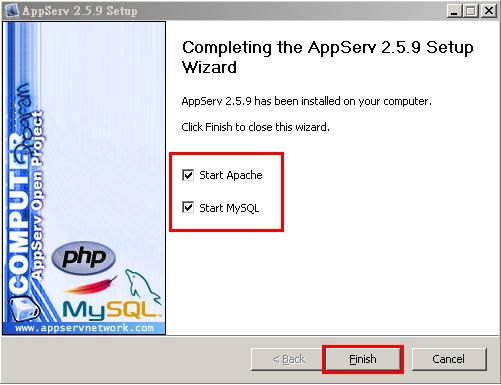 AppServ 2.5.9 Setup
Completing the AppServ 2.5.9 Setup
Wizard
AppServ 2.5.9 has been installed on your computer.
Click Finish to close this wizard.
Start Apache
Start MySQL
COMPUTER
program
AppServ Open Project
php
MySQL
www.appservnetwork.com
< Back
Finish
Cancel